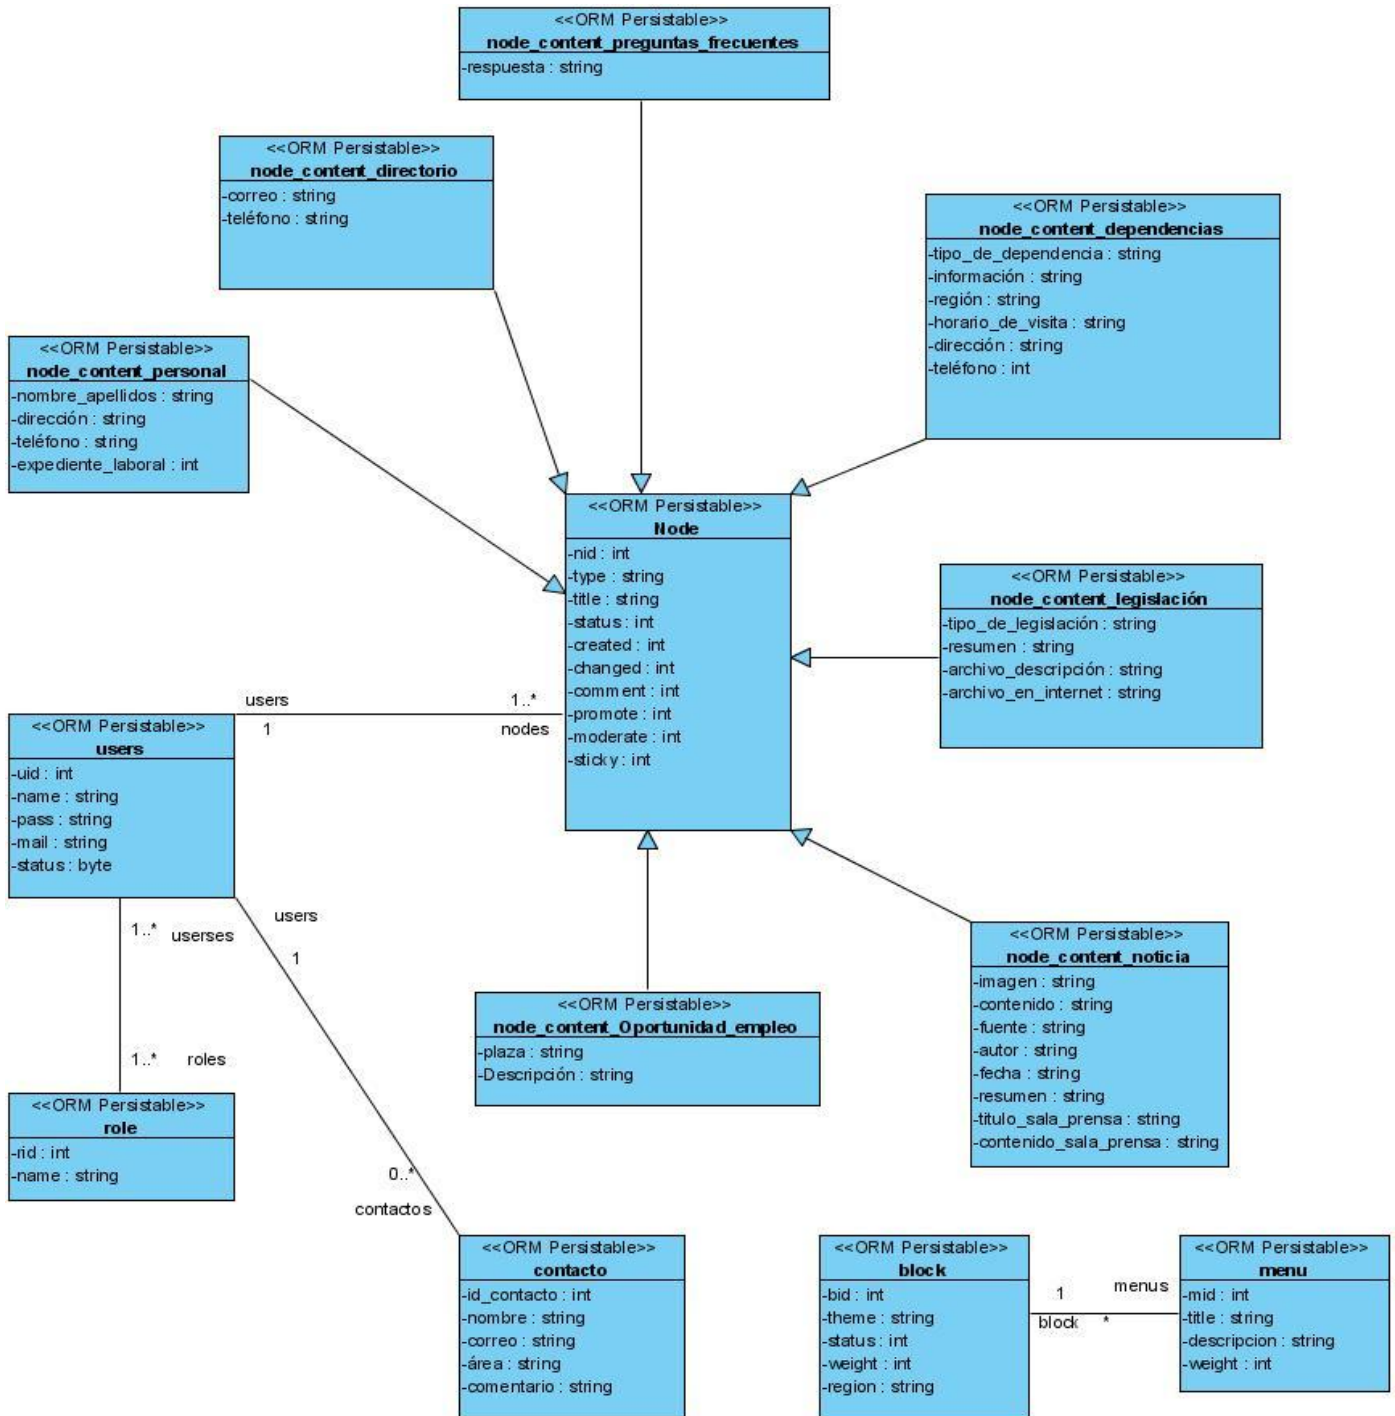 <<ORM Persistable>>
node_content_preguntas_frecuentes
-respuesta : string
<<ORM Persistable>>
node_content_directorio
-correo : string
-teléfono : string
<<ORM Persistable>>
node_content_dependencias
-tipo_de_dependencia : string
-información : string
-región : string
-horario_de_visita : string
-dirección : string
-teléfono : int
<<ORM Persistable>>
node_content_personal
-nombre_apellidos : string
-dirección : string
-teléfono : string
-expediente_laboral : int
<<ORM Persistable>>
Node
-nid : int
-type : string
-title : string
-status : int
-created : int
-changed : int
-comment : int
-promote : int
-moderate : int
-sticky : int
<<ORM Persistable>>
node_content_legislación
-tipo_de_legislación : string
-resumen : string
-archivo_descripción : string
-archivo_en_internet : string
users
1
1..*
nodes
<<ORM Persistable>>
users
-uid : int
-name : string
-pass : string
-mail : string
-status : byte
1..*
userses
users
1
1..*
roles
<<ORM Persistable>>
role
-rid : int
-name : string
<<ORM Persistable>>
node_content_Oportunidad_empleo
-plaza : string
-Descripción : string
<<ORM Persistable>>
node_content_noticia
-imagen : string
-contenido : string
-fuente : string
-autor : string
-fecha : string
-resumen : string
-titulo_sala_prensa : string
-contenido_sala_prensa : string
0..*
contactos
<<ORM Persistable>>
contacto
-id_contacto : int
-nombre : string
-correo : string
-área : string
-comentario : string
<<ORM Persistable>>
block
-bid : int
-theme : string
-status : int
-weight : int
-region : string
1
menus
block
*
<<ORM Persistable>>
menu
-mid : int
-title : string
-descripcion : string
-weight : int